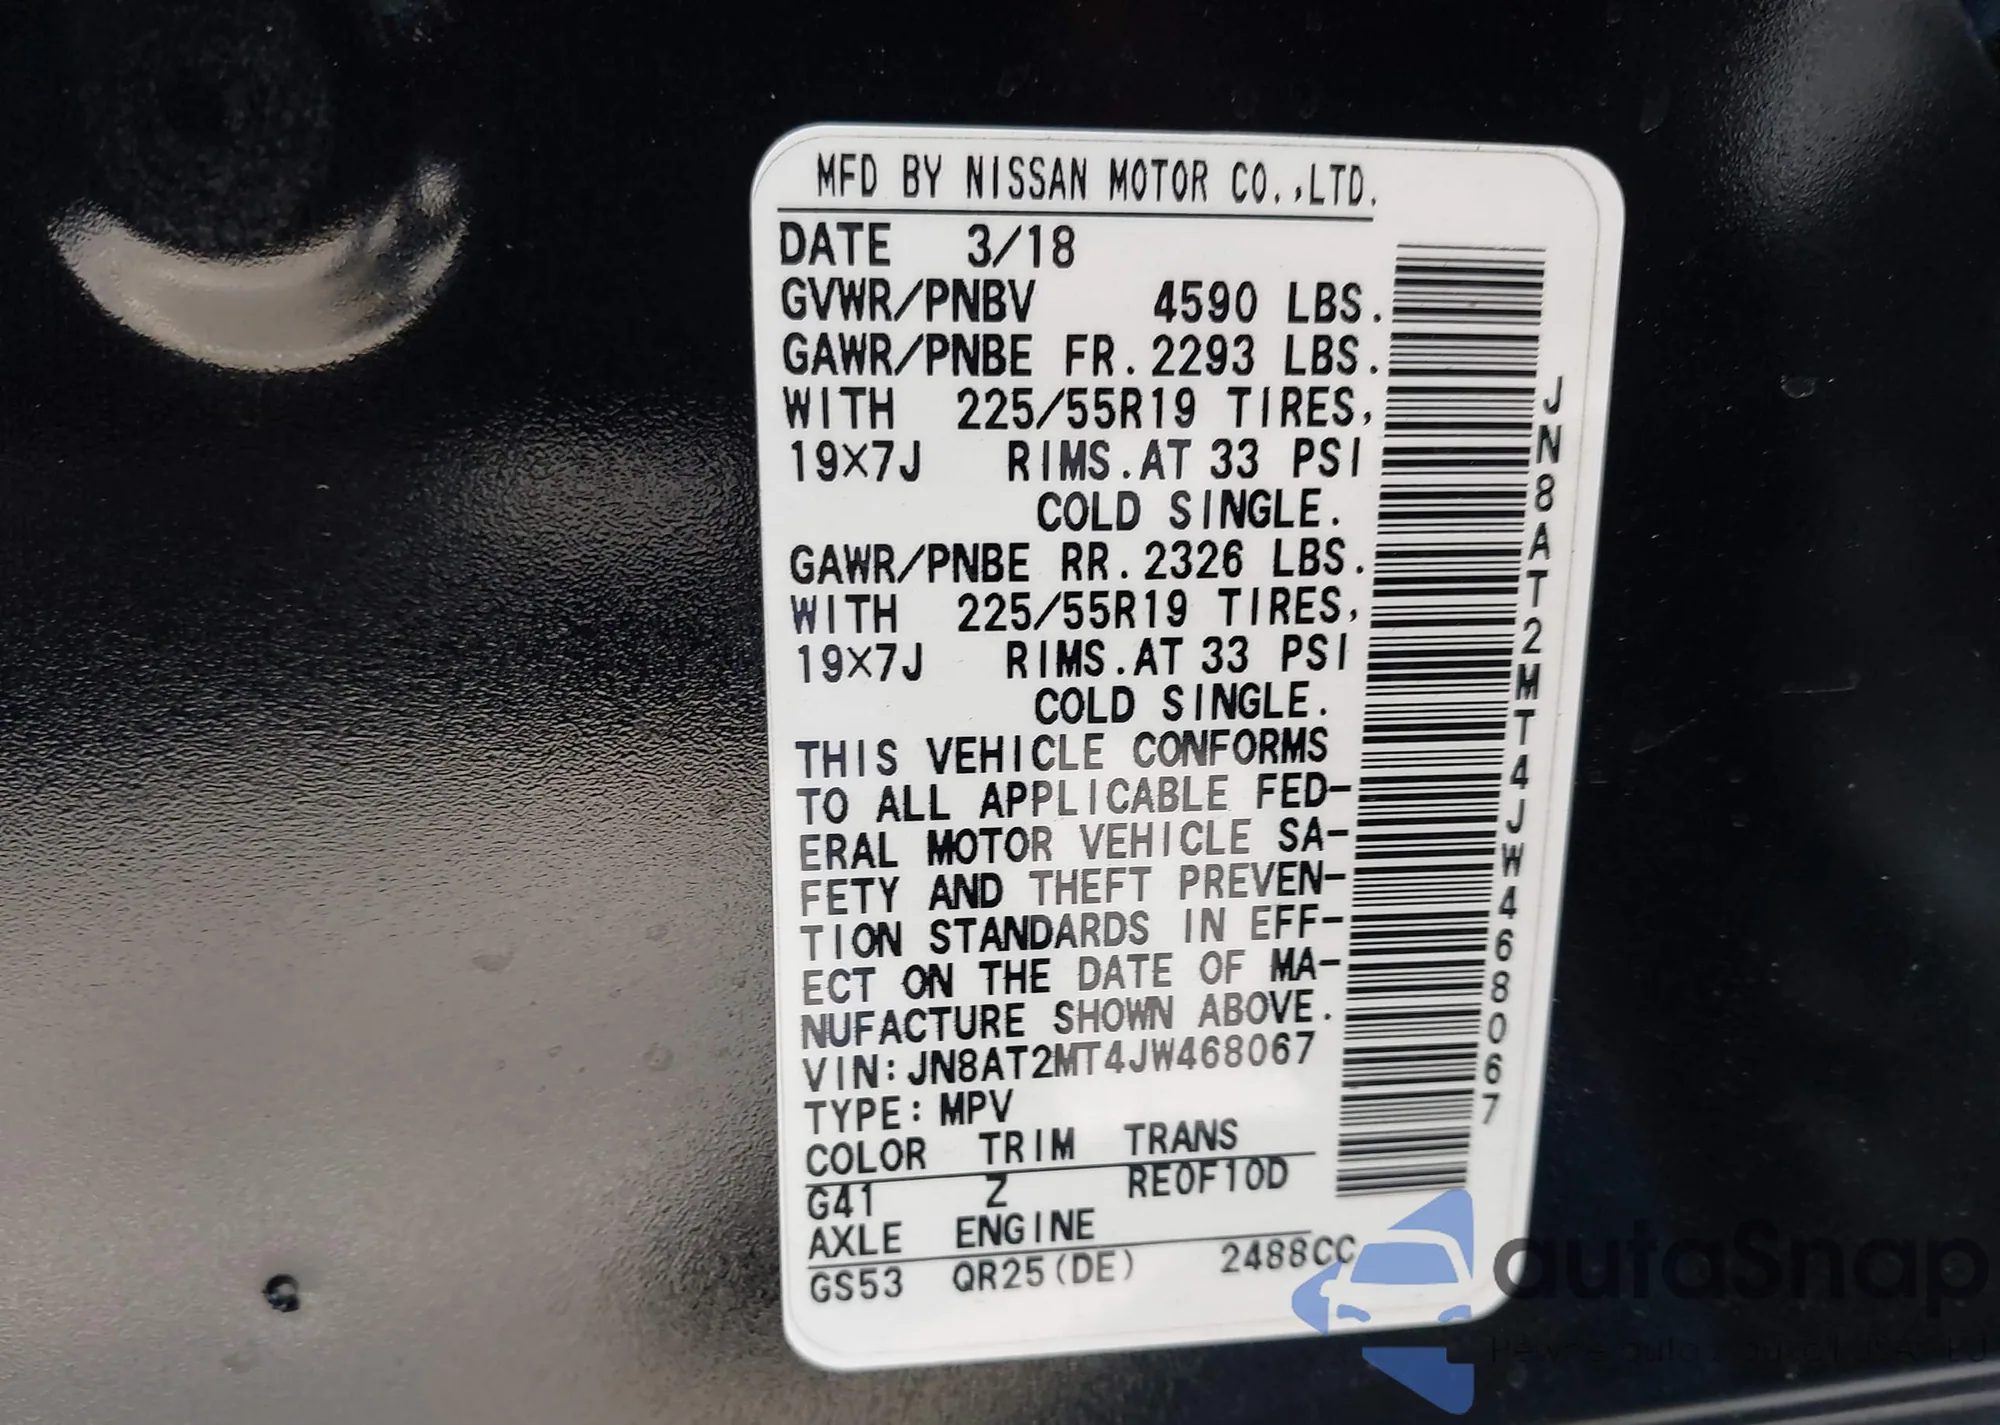 MFD BY NISSAN MOTOR CO.,LTD.
DATE 3/18
GVWR/PNBV 4590 LBS.
GAWR/PNBE FR.2293 LBS.
WITH 225/55R19 TIRES,
19X7J RIMS.AT 33 PSI
COLD SINGLE.
GAWR/PNBE RR.2326 LBS.
WITH 225/55R19 TIRES,
19X7J RIMS.AT 33 PSI
COLD SINGLE.
THIS VEHICLE CONFORMS
TO ALL APPLICABLE FED-
ERAL MOTOR VEHICLE SA-
FETY AND THEFT PREVEN-
TION STANDARDS IN EFF-
ECT ON THE DATE OF MA-
NUFACTURE SHOWN ABOVE.
VIN:JN8AT2MT4JW468067
TYPE:MPV
COLOR TRIM TRANS
G41 Z RE0F10D
AXLE ENGINE
GS53 QR25(DE) 2488CC
JN8AT2MT4JW468067
autoSnap